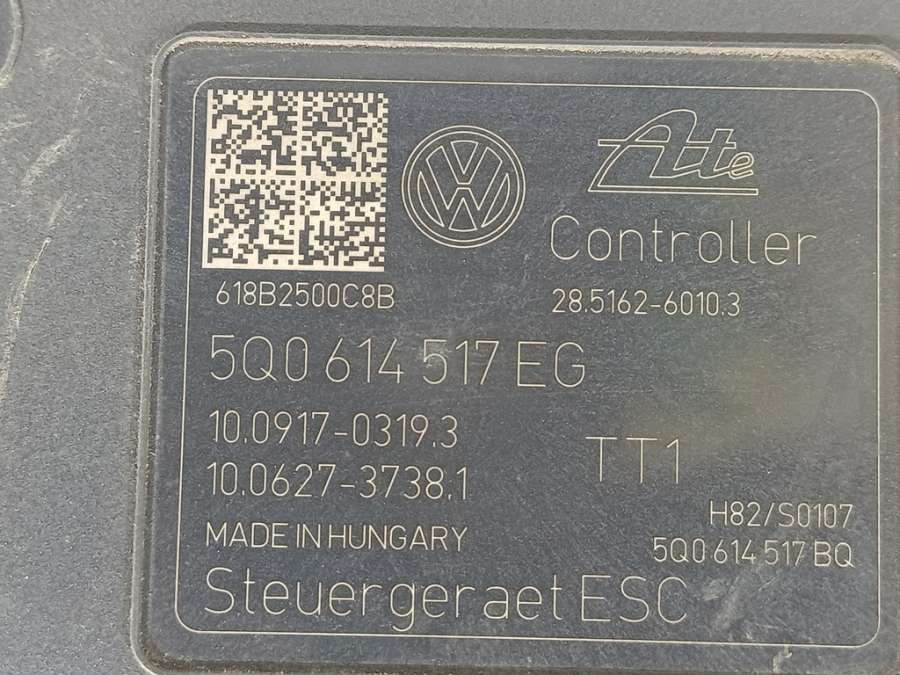 Ate
Controller
618B2500C8B
28.5162-6010.3
5Q0 614 517 EG
10.0917-0319.3
10.0627-3738.1
TT1
H82/S0107
MADE IN HUNGARY
5Q0 614 517 BQ
Steuergeraet ESC